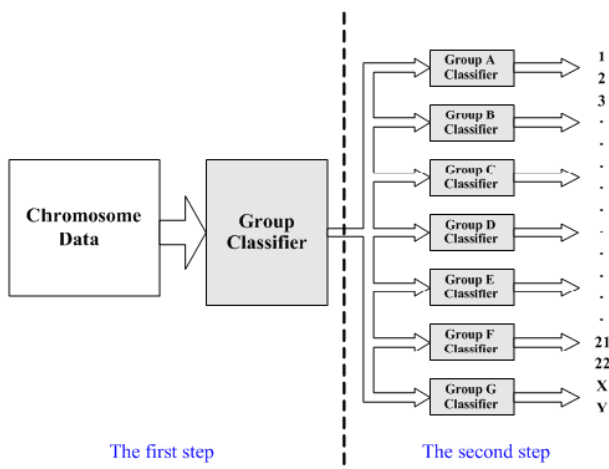 Chromosome
Data
Group
Classifier
Group A
Classifier
Group B
Classifier
Group C
Classifier
Group D
Classifier
Group E
Classifier
Group F
Classifier
Group G
Classifier
1
2
3
.
.
.
.
.
.
.
.
.
.
21
22
X
Y
The first step
The second step